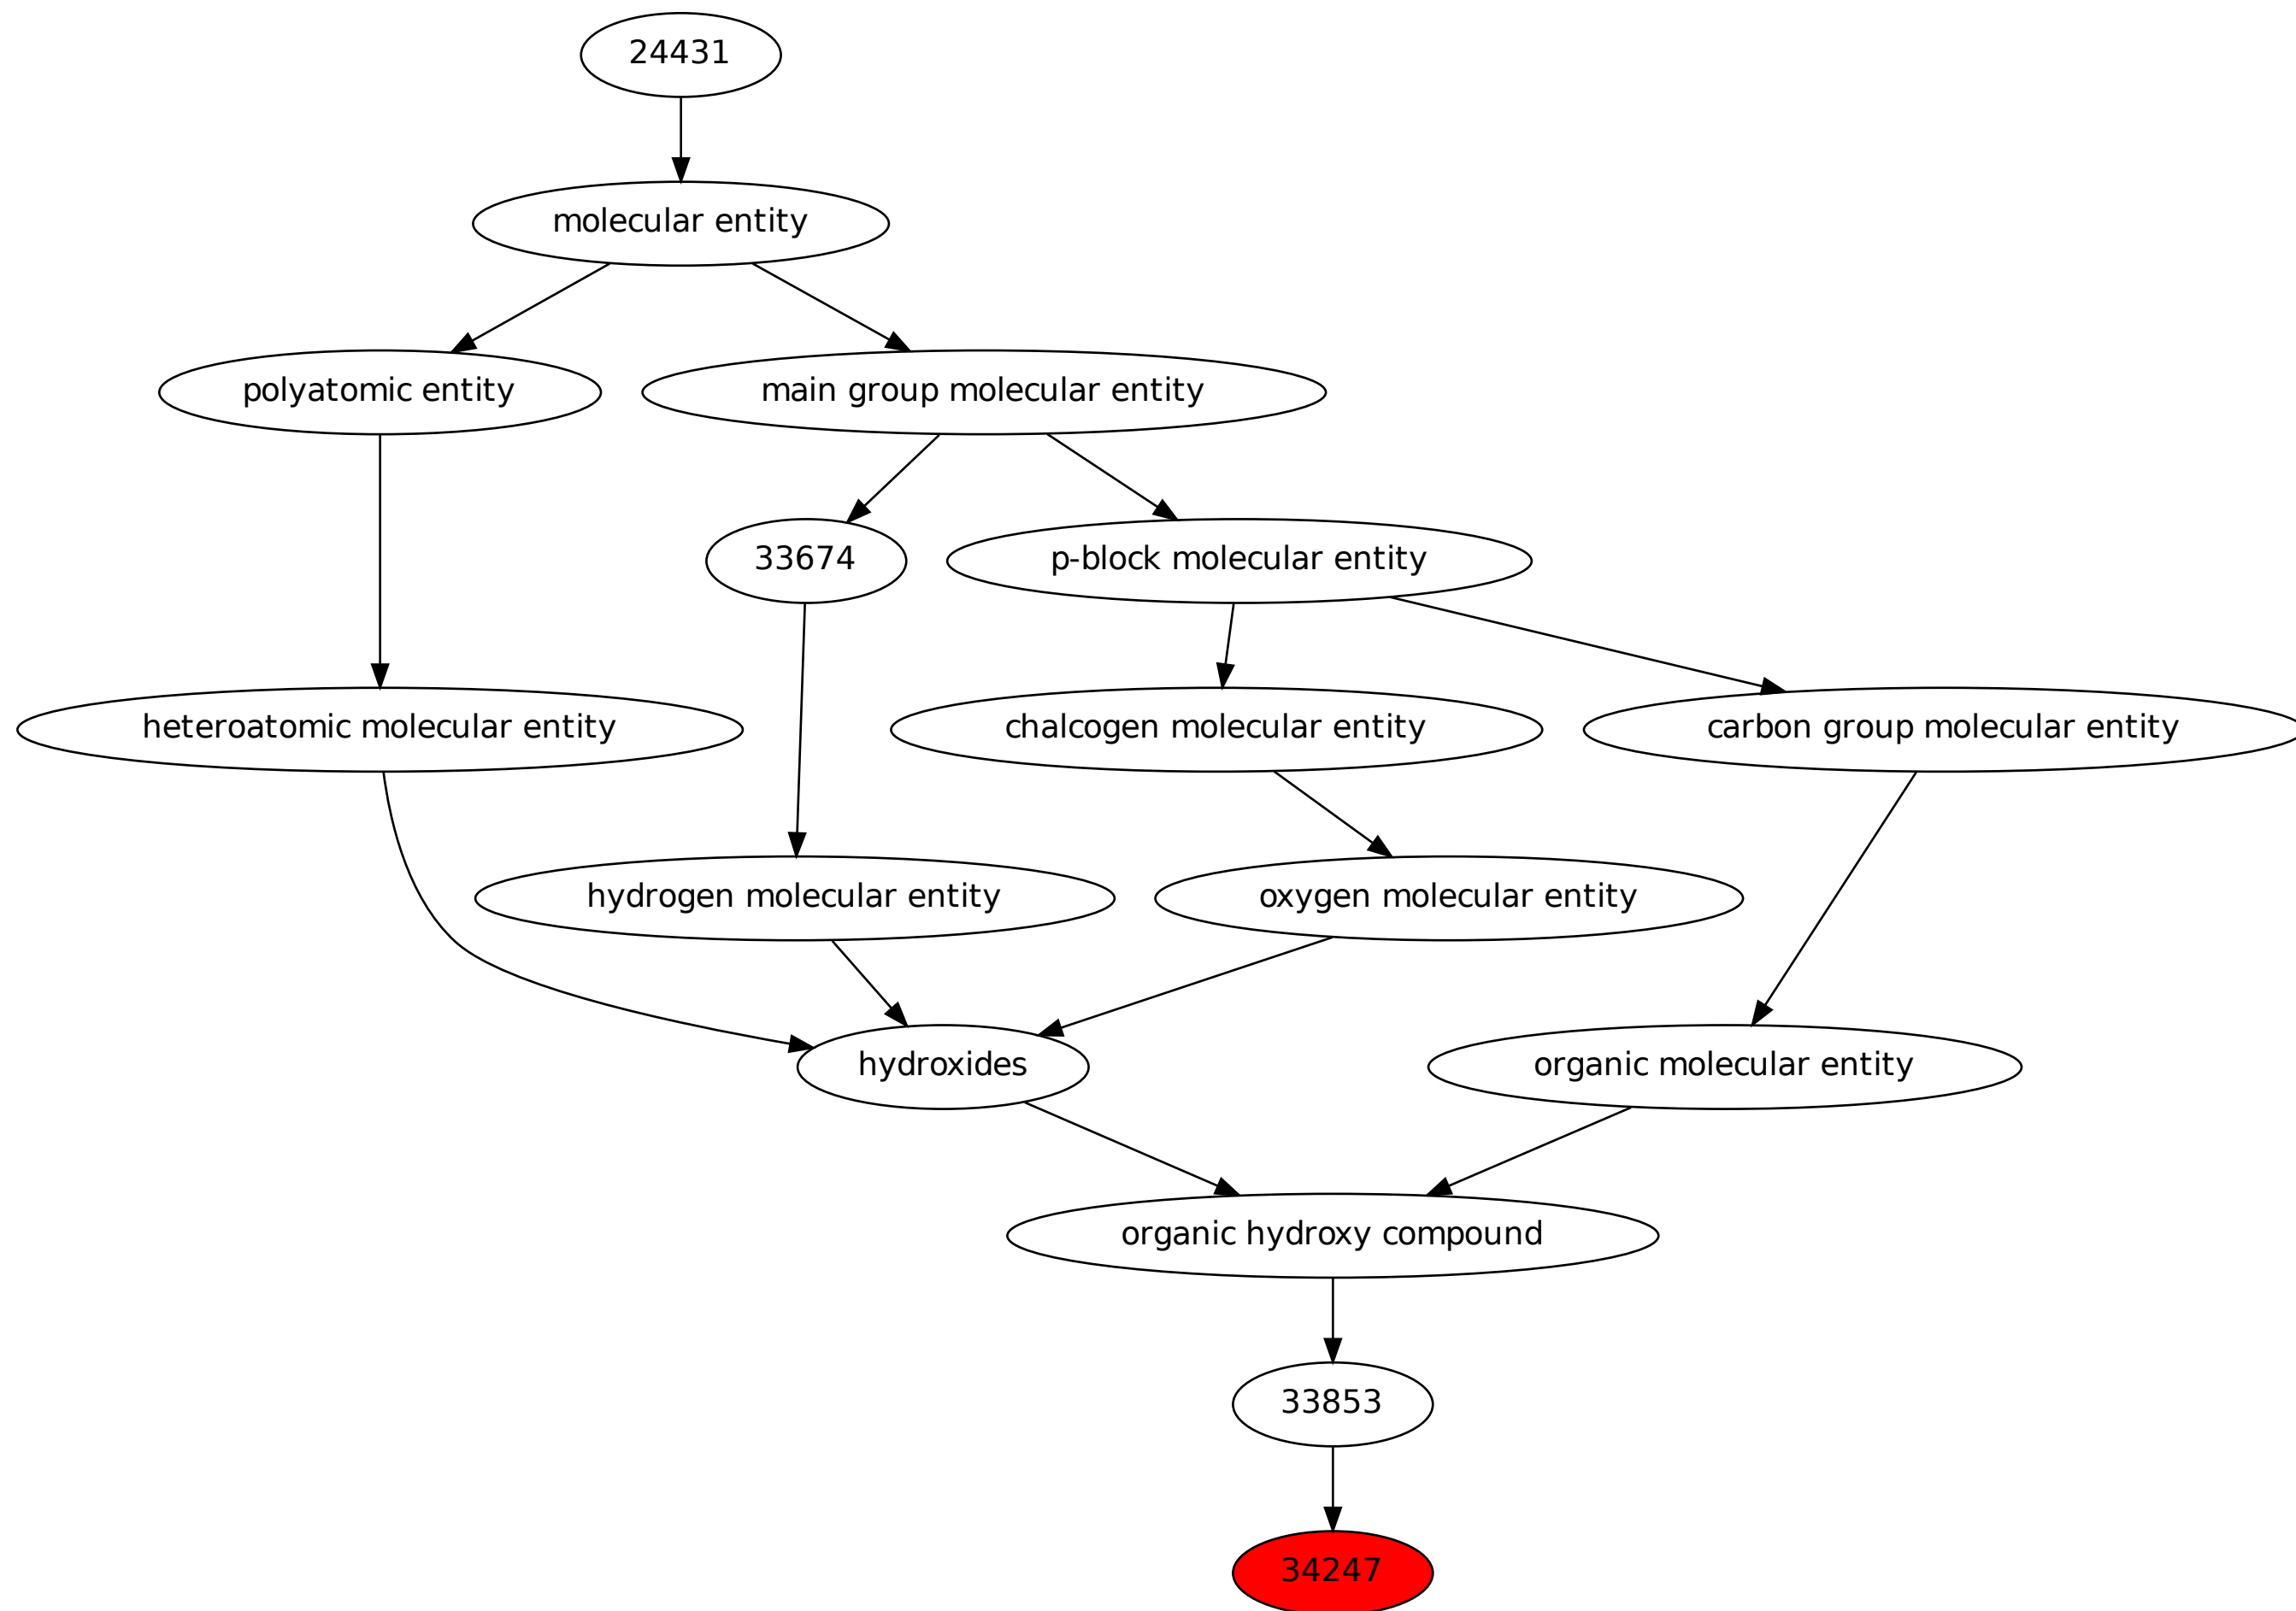 24431
molecular entity
polyatomic entity
main group molecular entity
33674
p-block molecular entity
heteroatomic molecular entity
chalcogen molecular entity
carbon group molecular entity
hydrogen molecular entity
oxygen molecular entity
hydroxides
organic molecular entity
organic hydroxy compound
33853
34247